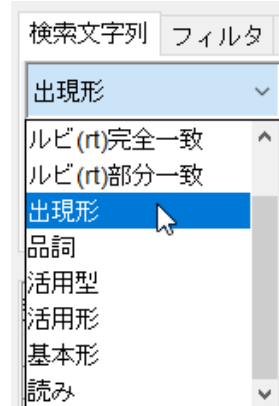 検索文字列 フィルタ
出現形
ルビ(rt)完全一致
ルビ(rt)部分一致
出現形
品詞
活用型
活用形
基本形
読み